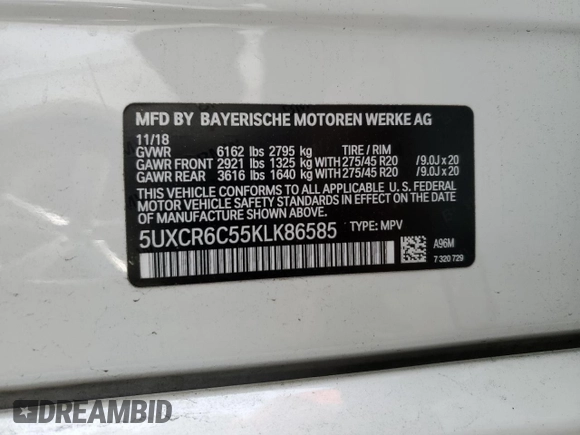 MFD BY BAYERISCHE MOTOREN WERKE AG
11/18
GVWR 6162 lbs 2795 kg TIRE / RIM
GAWR FRONT 2921 lbs 1325 kg WITH 275/45 R20 /9.0J x 20
GAWR REAR 3616 lbs 1640 kg WITH 275/45 R20 /9.0J x 20
THIS VEHICLE CONFORMS TO ALL APPLICABLE U. S. FEDERAL
MOTOR VEHICLE SAFETY STANDARDS IN EFFECT ON THE DATE
OF MANUFACTURE SHOWN ABOVE.
5UXCR6C55KLK86585 TYPE: MPV
A96M
7 320 729
DREAMBID